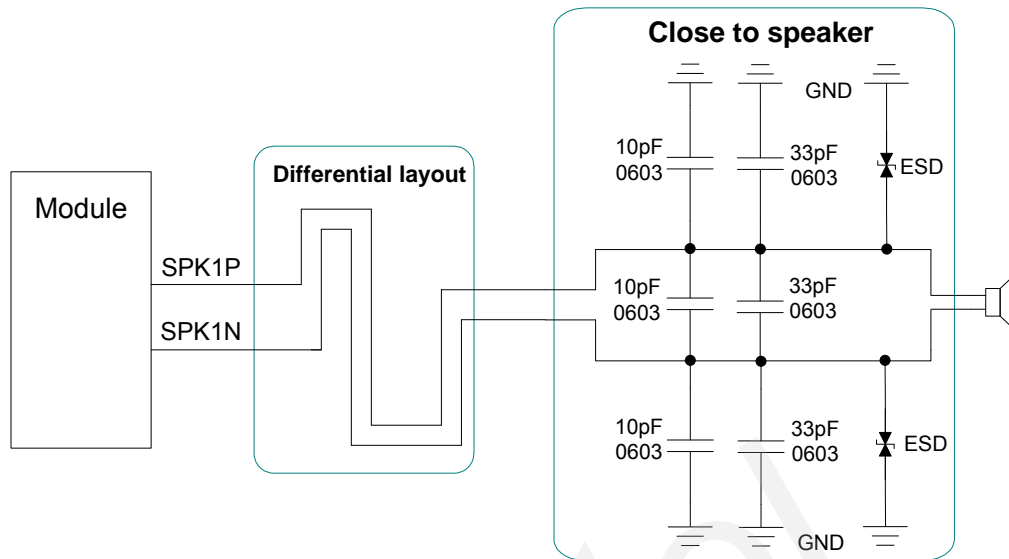 Close to speaker
GND
10pF
0603
33pF
0603
ESD
Differential layout
Module
SPK1P
SPK1N
10pF
0603
33pF
0603
10pF
0603
33pF
0603
ESD
GND